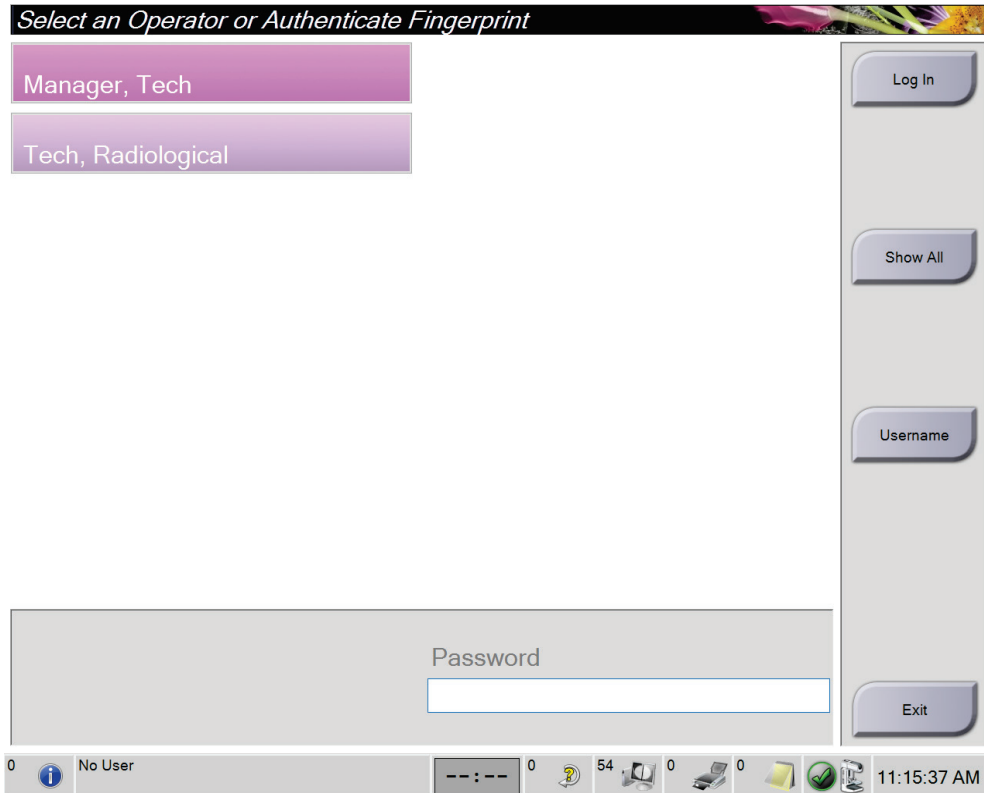 Select an Operator or Authenticate Fingerprint
Manager, Tech
Tech, Radiological
Log In
Show All
Username
Password
Exit
0 No User --:-- 0 54 0 0 11:15:37 AM